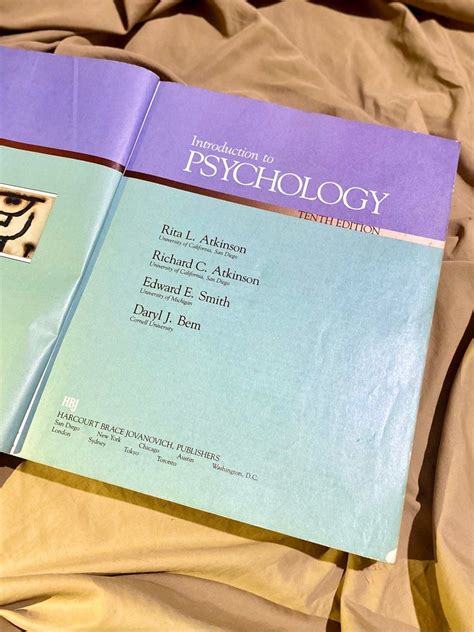 Introduction to
PSYCHOLOGY
TENTH EDITION
Rita L. Atkinson
University of California, San Diego
Richard C. Atkinson
University of California, San Diego
Edward E. Smith
University of Michigan
Daryl J. Bem
Cornell University
HBJ
HARCOURT BRACE JOVANOVICH, PUBLISHERS
San Diego New York Chicago Austin Washington, D.C.
London Sydney Tokyo Toronto